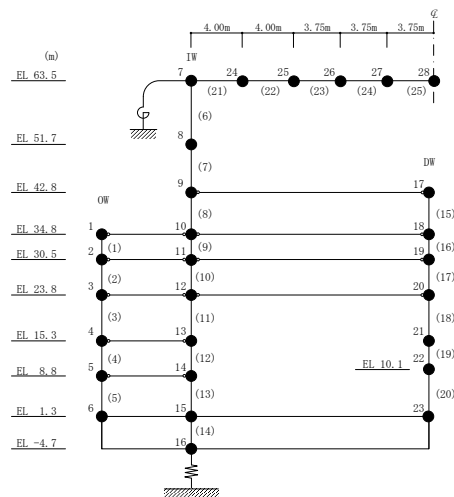 ℄
4.00m 4.00m 3.75m 3.75m 3.75m
(m) IW
EL 63.5 7 24 25 26 27 28
(21) (22) (23) (24) (25)
(6)
EL 51.7 8
(7) DW
EL 42.8 9 17
OW (8) (15)
EL 34.8 1 10 18
(1) (9) (16)
EL 30.5 2 11 19
(2) (10) (17)
EL 23.8 3 12 20
(3) (11) (18)
EL 15.3 4 13 21
(4) (12) (19)
EL 8.8 5 14 EL 10.1 22
(5) (13) (20)
EL 1.3 6 15 23
(14)
EL -4.7 16